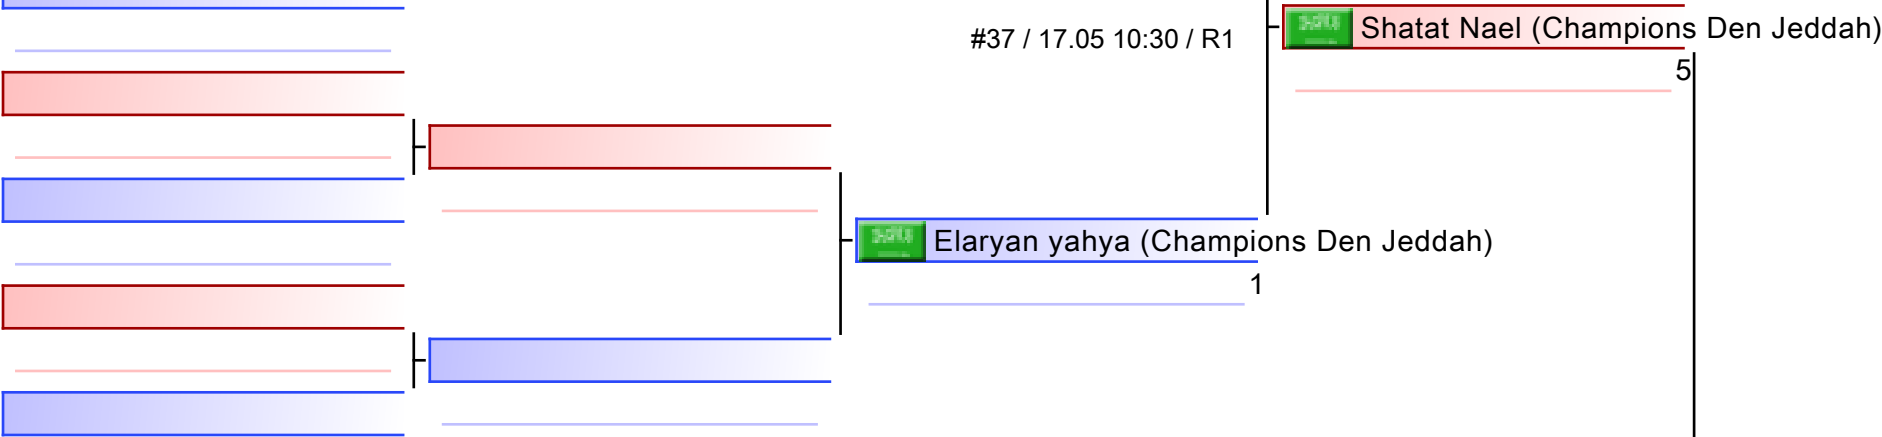 Shatat Nael (Champions Den Jeddah)
#37 / 17.05 10:30 / R1
5
Elaryan yahya (Champions Den Jeddah)
1